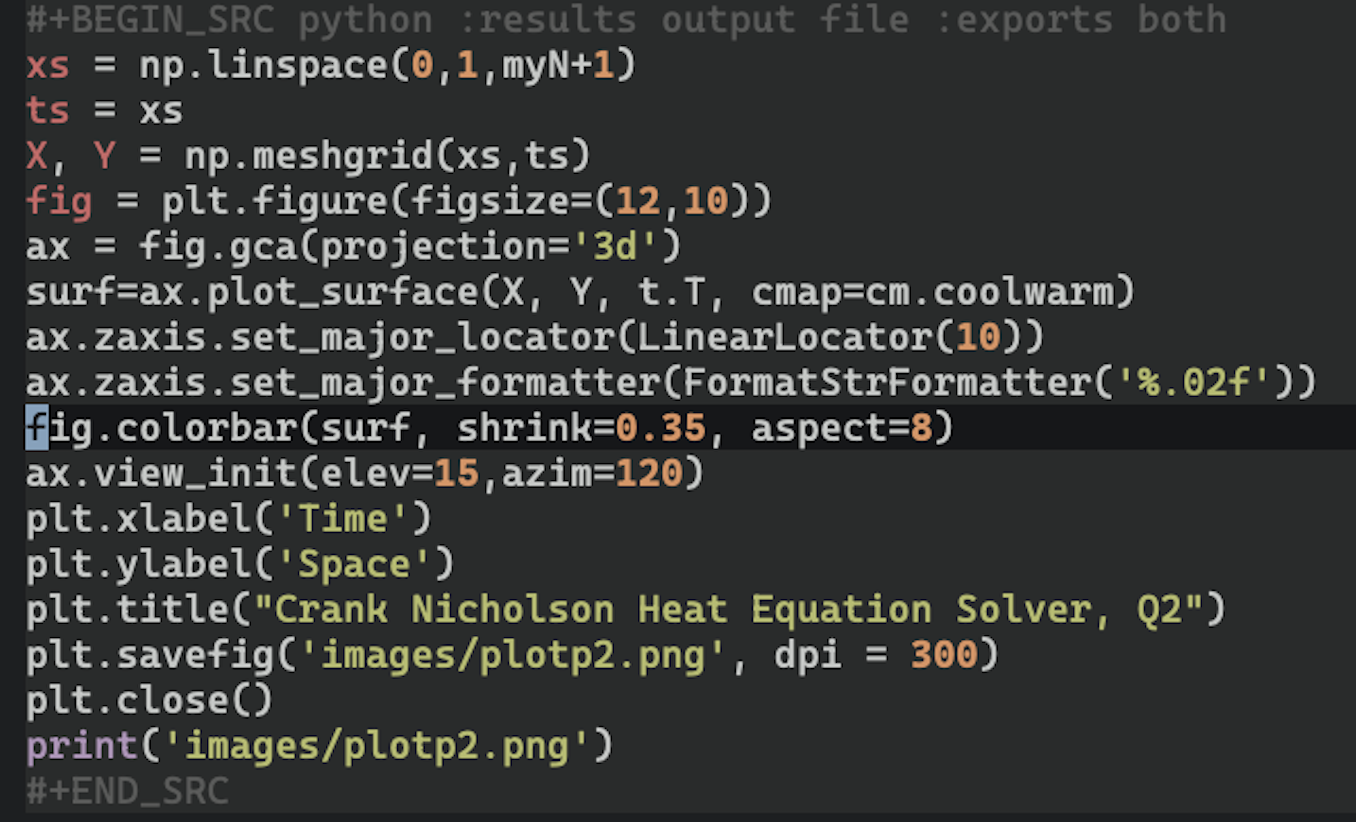 #+BEGIN_SRC python :results output file :exports both
xs = np.linspace(0,1,myN+1)
ts = xs
X, Y = np.meshgrid(xs,ts)
fig = plt.figure(figsize=(12,10))
ax = fig.gca(projection='3d')
surf=ax.plot_surface(X, Y, t.T, cmap=cm.coolwarm)
ax.zaxis.set_major_locator(LinearLocator(10))
ax.zaxis.set_major_formatter(FormatStrFormatter('%.02f'))
fig.colorbar(surf, shrink=0.35, aspect=8)
ax.view_init(elev=15,azim=120)
plt.xlabel('Time')
plt.ylabel('Space')
plt.title("Crank Nicholson Heat Equation Solver, Q2")
plt.savefig('images/plotp2.png', dpi = 300)
plt.close()
print('images/plotp2.png')
#+END_SRC